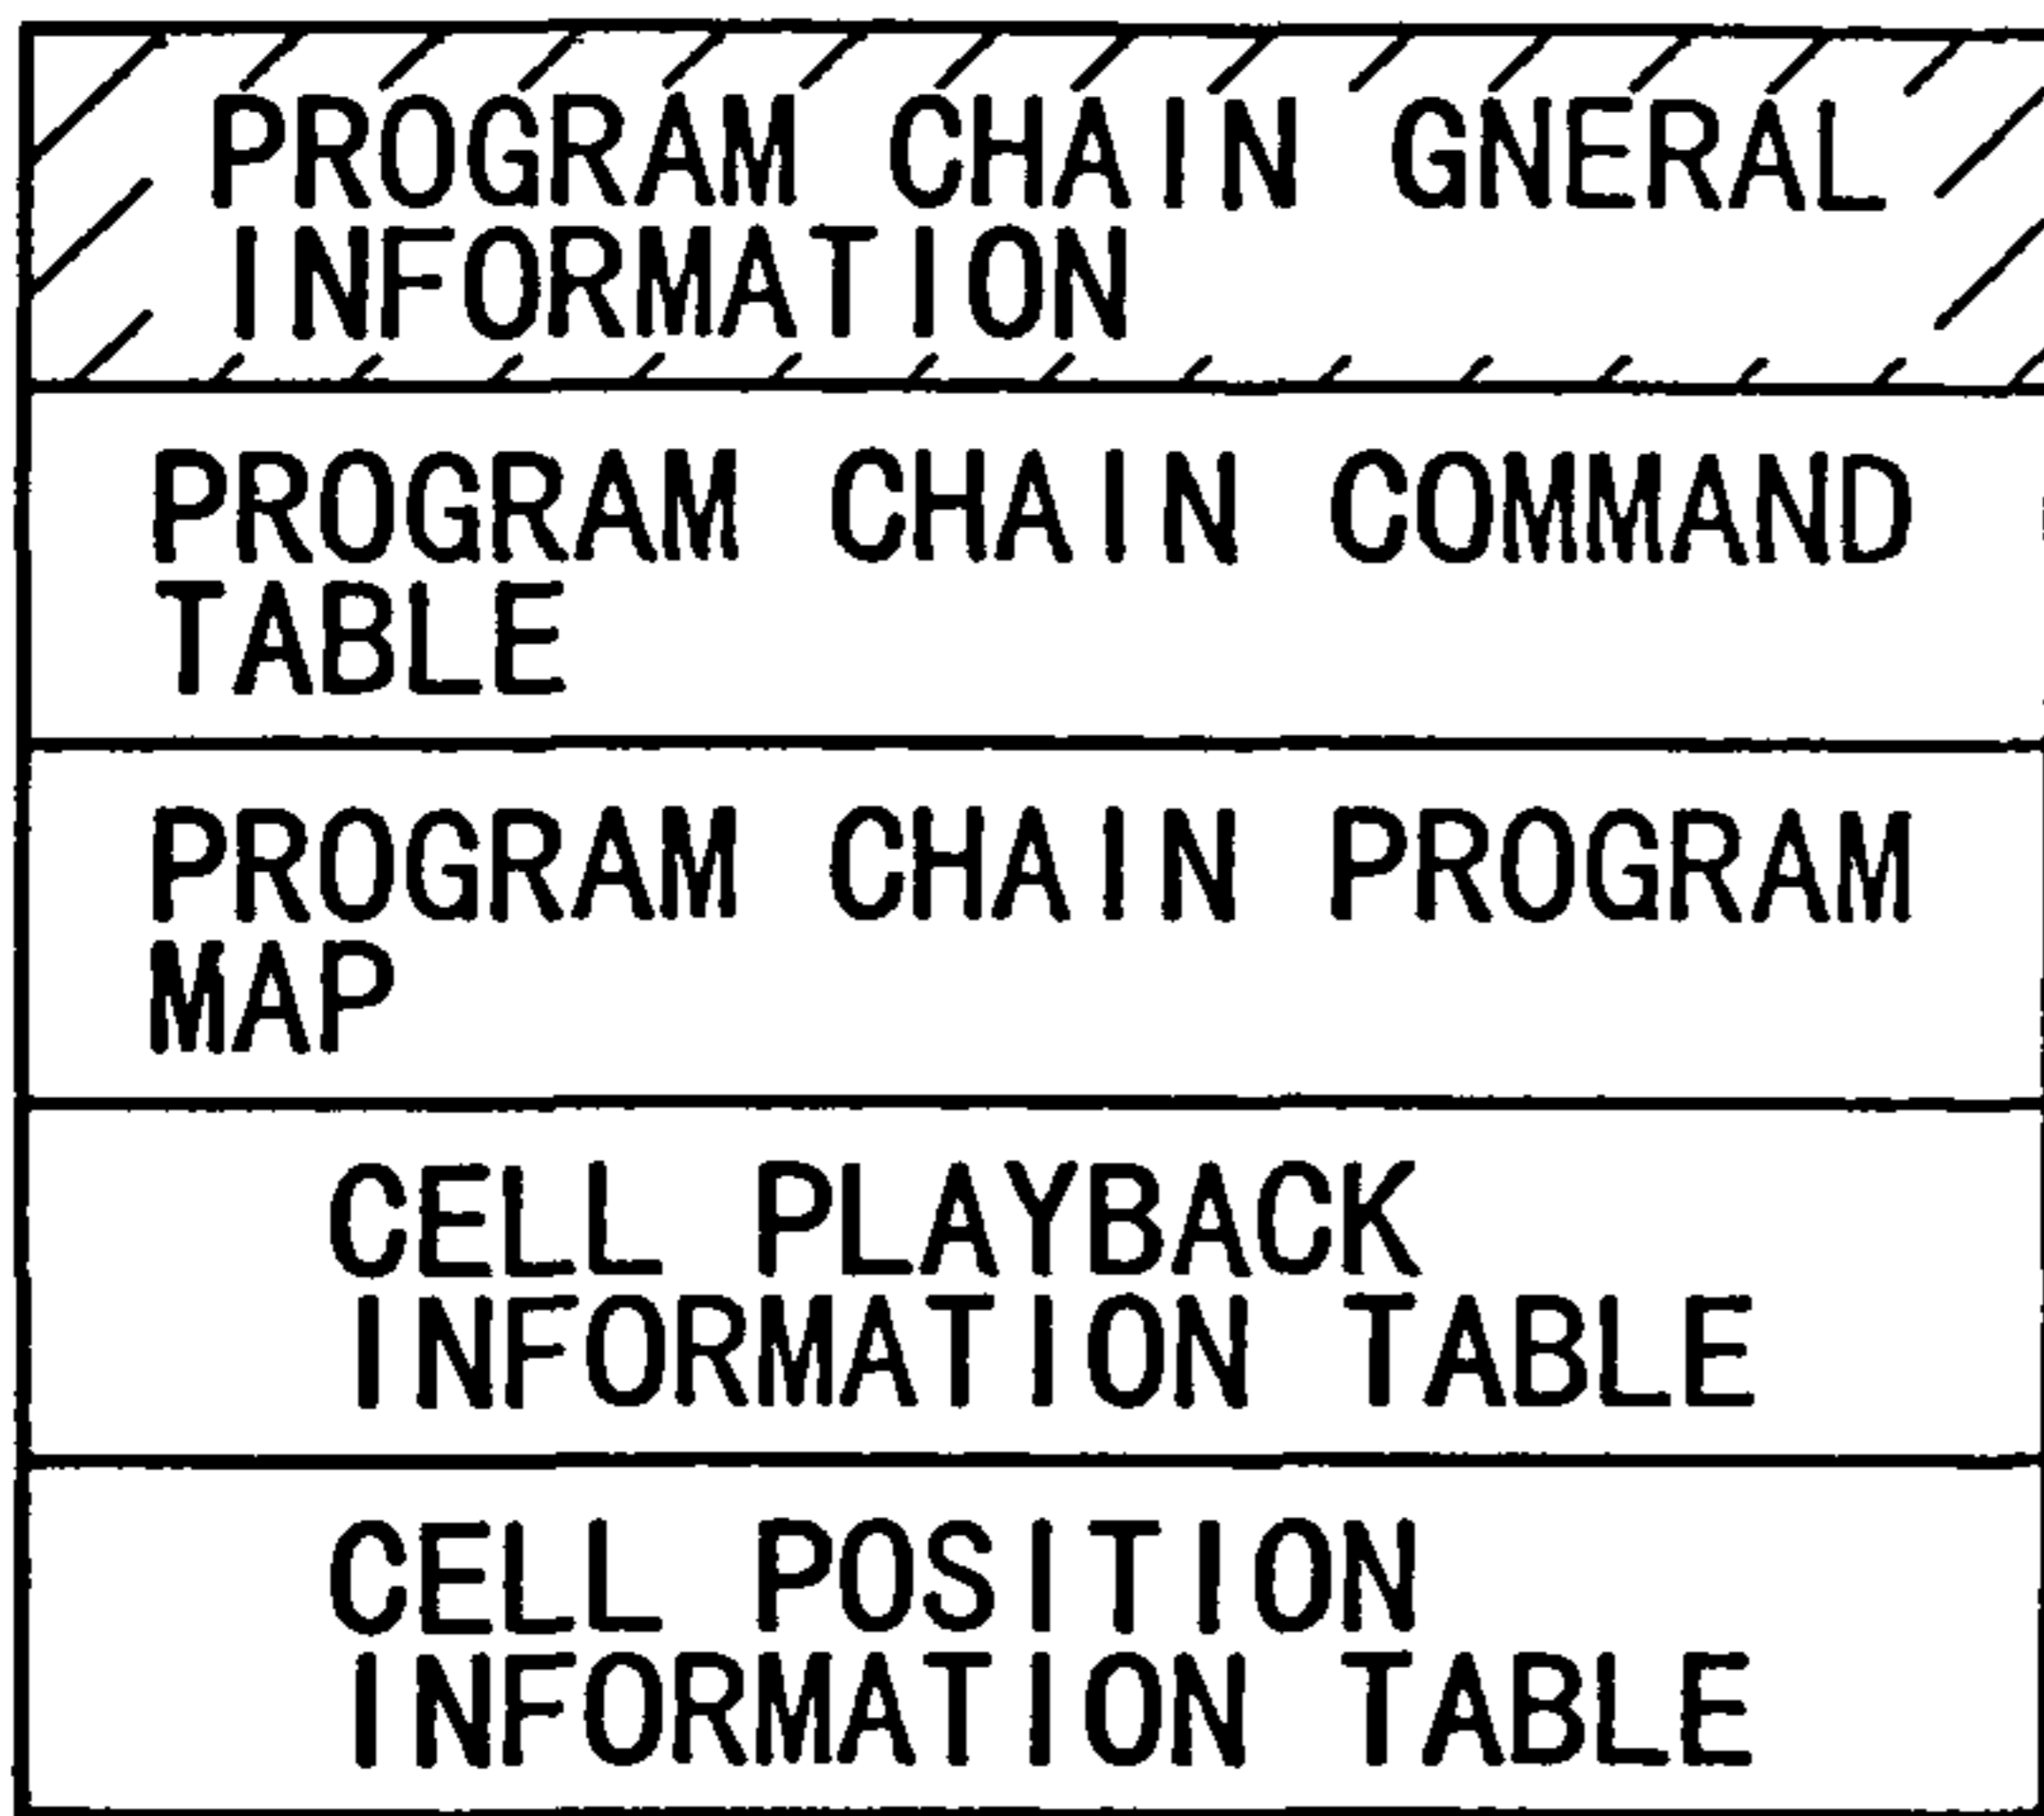 PROGRAM CHAIN GNERAL
INFORMATION
PROGRAM CHAIN COMMAND
TABLE
PROGRAM CHAIN PROGRAM
MAP
CELL PLAYBACK
INFORMATION TABLE
CELL POSITION
INFORMATION TABLE